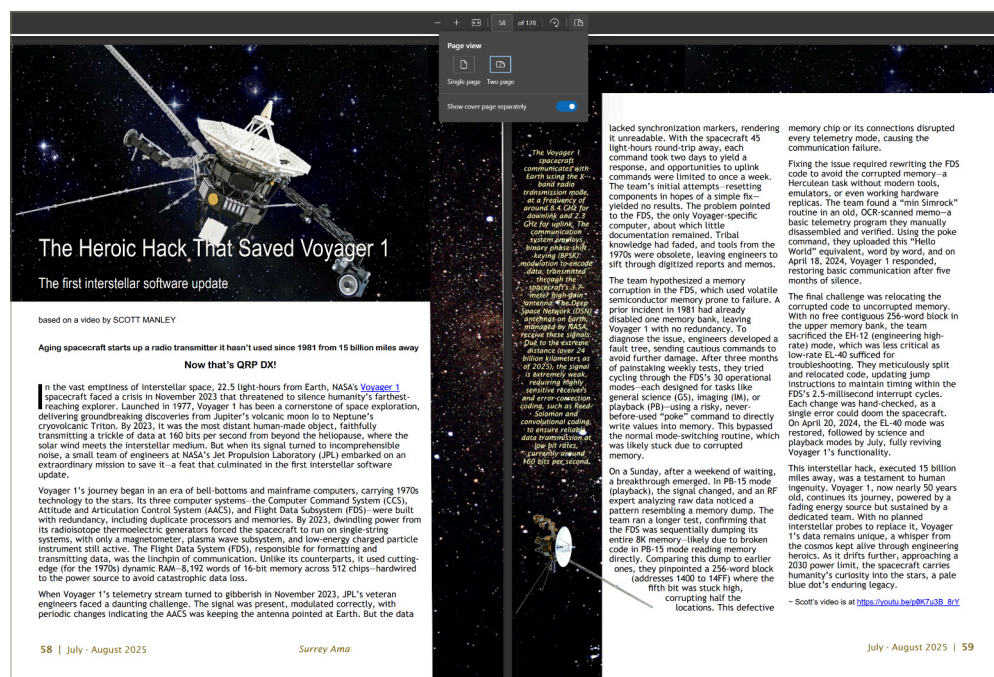 58 of 128
Page view
Single page Two page
Show cover page separately
The Heroic Hack That Saved Voyager 1
The first interstellar software update
based on a video by SCOTT MANLEY
Aging spacecraft starts up a radio transmitter it hasn't used since 1981 from 15 billion miles away
Now that's QRP DX!
In the vast emptiness of interstellar space, 22.5 light-hours from Earth, NASA's Voyager 1
spacecraft faced a crisis in November 2023 that threatened to silence humanity's farthest-
reaching explorer. Launched in 1977, Voyager 1 has been a cornerstone of space exploration,
delivering groundbreaking discoveries from Jupiter's volcanic moon Io to Neptune's
cryovolcanic Triton. By 2023, it was the most distant human-made object, faithfully
transmitting a trickle of data at 160 bits per second from beyond the heliopause, where the
solar wind meets the interstellar medium. But when its signal turned to incomprehensible
noise, a small team of engineers at NASA's Jet Propulsion Laboratory (JPL) embarked on an
extraordinary mission to save it—a feat that culminated in the first interstellar software
update.
Voyager 1's journey began in an era of bell-bottoms and mainframe computers, carrying 1970s
technology to the stars. Its three computer systems—the Computer Command System (CCS),
Attitude and Articulation Control System (AACS), and Flight Data Subsystem (FDS)—were built
with redundancy, including duplicate processors and memories. By 2023, dwindling power from
its radioisotope thermoelectric generators forced the spacecraft to run on single-string
systems, with only a magnetometer, plasma wave subsystem, and low-energy charged particle
instrument still active. The Flight Data System (FDS), responsible for formatting and
transmitting data, was the linchpin of communication. Unlike its counterparts, it used cutting-
edge (for the 1970s) dynamic RAM—8,192 words of 16-bit memory across 512 chips—hardwired
to the power source to avoid catastrophic data loss.
When Voyager 1's telemetry stream turned to gibberish in November 2023, JPL's veteran
engineers faced a daunting challenge. The signal was present, modulated correctly, with
periodic changes indicating the AACS was keeping the antenna pointed at Earth. But the data
58 | July - August 2025
Surrey Ama
The Voyager 1
spacecraft
communicates with
Earth using the X-
band radio
transmission mode,
at a frequency of
around 8.4 GHz for
downlink and 2.3
GHz for uplink. The
communication
system employs
binary phase-shift
keying (BPSK)
modulation to encode
data, transmitted
through the
spacecraft's 3.7-
meter high-gain
antenna. The Deep
Space Network (DSN)
antennas on Earth,
managed by NASA,
receive these signals.
Due to the extreme
distance (over 24
billion kilometers as
of 2025), the signal
is extremely weak,
requiring highly
sensitive receivers
and error-correction
coding, such as Reed-
Solomon and
convolutional coding,
to ensure reliable
data transmission at
low bit rates,
currently around
160 bits per second.
lacked synchronization markers, rendering
it unreadable. With the spacecraft 45
light-hours round-trip away, each
command took two days to yield a
response, and opportunities to uplink
commands were limited to once a week.
The team's initial attempts—resetting
components in hopes of a simple fix—
yielded no results. The problem pointed
to the FDS, the only Voyager-specific
computer, about which little
documentation remained. Tribal
knowledge had faded, and tools from the
1970s were obsolete, leaving engineers to
sift through digitized reports and memos.
The team hypothesized a memory
corruption in the FDS, which used volatile
semiconductor memory prone to failure. A
prior incident in 1981 had already
disabled one memory bank, leaving
Voyager 1 with no redundancy. To
diagnose the issue, engineers developed a
fault tree, sending cautious commands to
avoid further damage. After three months
of painstaking weekly tests, they tried
cycling through the FDS's 30 operational
modes—each designed for tasks like
general science (GS), imaging (IM), or
playback (PB)—using a risky, never-
before-used "poke" command to directly
write values into memory. This bypassed
the normal mode-switching routine, which
was likely stuck due to corrupted
memory.
On a Sunday, after a weekend of waiting,
a breakthrough emerged. In PB-15 mode
(playback), the signal changed, and an RF
expert analyzing raw data noticed a
pattern resembling a memory dump. The
team ran a longer test, confirming that
the FDS was sequentially dumping its
entire 8K memory—likely due to broken
code in PB-15 mode reading memory
directly. Comparing this dump to earlier
ones, they pinpointed a 256-word block
(addresses 1400 to 14FF) where the
fifth bit was stuck high,
corrupting half the
locations. This defective
memory chip or its connections disrupted
every telemetry mode, causing the
communication failure.
Fixing the issue required rewriting the FDS
code to avoid the corrupted memory—a
Herculean task without modern tools,
emulators, or even working hardware
replicas. The team found a "min Simrock"
routine in an old, OCR-scanned memo—a
basic telemetry program they manually
disassembled and verified. Using the poke
command, they uploaded this "Hello
World" equivalent, word by word, and on
April 18, 2024, Voyager 1 responded,
restoring basic communication after five
months of silence.
The final challenge was relocating the
corrupted code to uncorrupted memory.
With no free contiguous 256-word block in
the upper memory bank, the team
sacrificed the EH-12 (engineering high-
rate) mode, which was less critical as
low-rate EL-40 sufficed for
troubleshooting. They meticulously split
and relocated code, updating jump
instructions to maintain timing within the
FDS's 2.5-millisecond interrupt cycles.
Each change was hand-checked, as a
single error could doom the spacecraft.
On April 20, 2024, the EL-40 mode was
restored, followed by science and
playback modes by July, fully reviving
Voyager 1's functionality.
This interstellar hack, executed 15 billion
miles away, was a testament to human
ingenuity. Voyager 1, now nearly 50 years
old, continues its journey, powered by a
fading energy source but sustained by a
dedicated team. With no planned
interstellar probes to replace it, Voyager
1's data remains unique, a whisper from
the cosmos kept alive through engineering
heroics. As it drifts further, approaching a
2030 power limit, the spacecraft carries
humanity's curiosity into the stars, a pale
blue dot's enduring legacy.
~ Scott's video is at https://youtu.be/p0K7u3B_8rY
July - August 2025 | 59